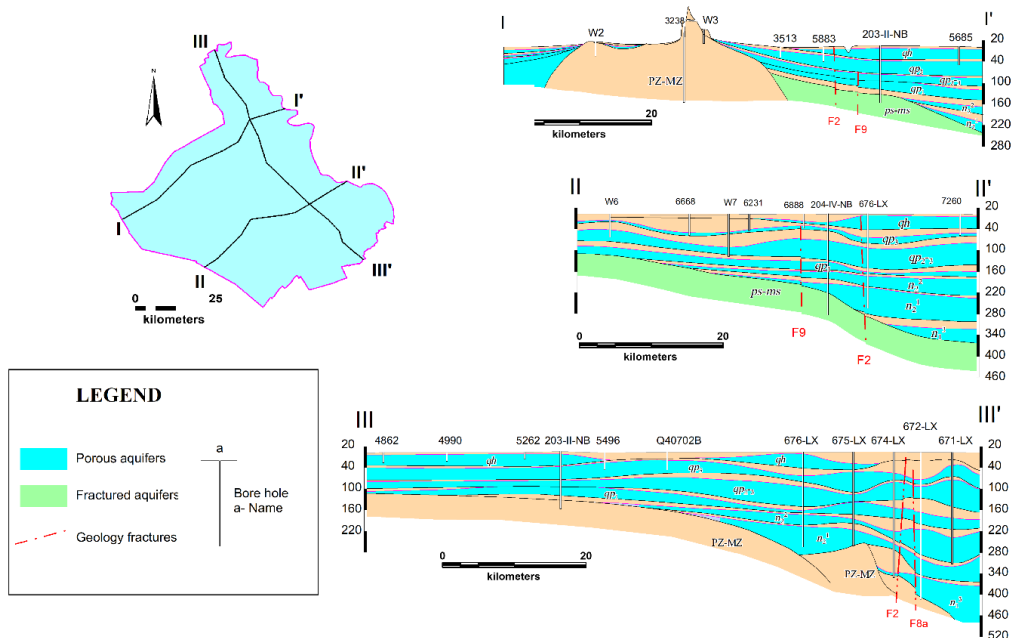 III
N
I'
II'
I
II
III'
0 25
kilometers
I I'
3238 W3
W2 3513 5883 203-II-NB 5685
20
40
100
160
220
280
qh
PZ-MZ
ps-ms
F2
F9
20
kilometers
II II'
W6 6668 W7 6231 6888 204-IV-NB 676-LX 7260
20
40
100
160
220
280
340
400
460
qh
ps-ms
F9
F2
0 20
kilometers
LEGEND
Porous aquifers
Fractured aquifers
Geology fractures
a
Bore hole
a- Name
III III'
672-LX
4862 4990 5262 203-II-NB 5496 Q40702B 676-LX 675-LX 674-LX 671-LX
20 20
40 40
100 100
160 160
220 220
280
340
400
460
520
qh qh
PZ-MZ
PZ-MZ
F2
F8a
0 20
kilometers